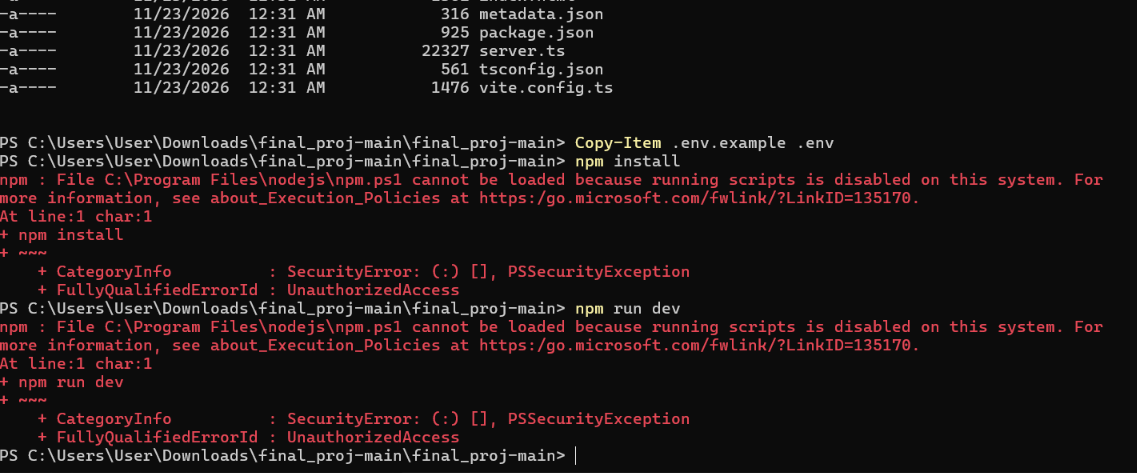 -a---- 11/23/2026 12:31 AM 316 metadata.json
-a---- 11/23/2026 12:31 AM 925 package.json
-a---- 11/23/2026 12:31 AM 22327 server.ts
-a---- 11/23/2026 12:31 AM 561 tsconfig.json
-a---- 11/23/2026 12:31 AM 1476 vite.config.ts
PS C:\Users\User\Downloads\final_proj-main\final_proj-main> Copy-Item .env.example .env
PS C:\Users\User\Downloads\final_proj-main\final_proj-main> npm install
npm : File C:\Program Files\nodejs\npm.ps1 cannot be loaded because running scripts is disabled on this system. For
more information, see about_Execution_Policies at https:/go.microsoft.com/fwlink/?LinkID=135170.
At line:1 char:1
+ npm install
+ ~~~
+ CategoryInfo : SecurityError: (:) [], PSSecurityException
+ FullyQualifiedErrorId : UnauthorizedAccess
PS C:\Users\User\Downloads\final_proj-main\final_proj-main> npm run dev
npm : File C:\Program Files\nodejs\npm.ps1 cannot be loaded because running scripts is disabled on this system. For
more information, see about_Execution_Policies at https:/go.microsoft.com/fwlink/?LinkID=135170.
At line:1 char:1
+ npm run dev
+ ~~~
+ CategoryInfo : SecurityError: (:) [], PSSecurityException
+ FullyQualifiedErrorId : UnauthorizedAccess
PS C:\Users\User\Downloads\final_proj-main\final_proj-main>